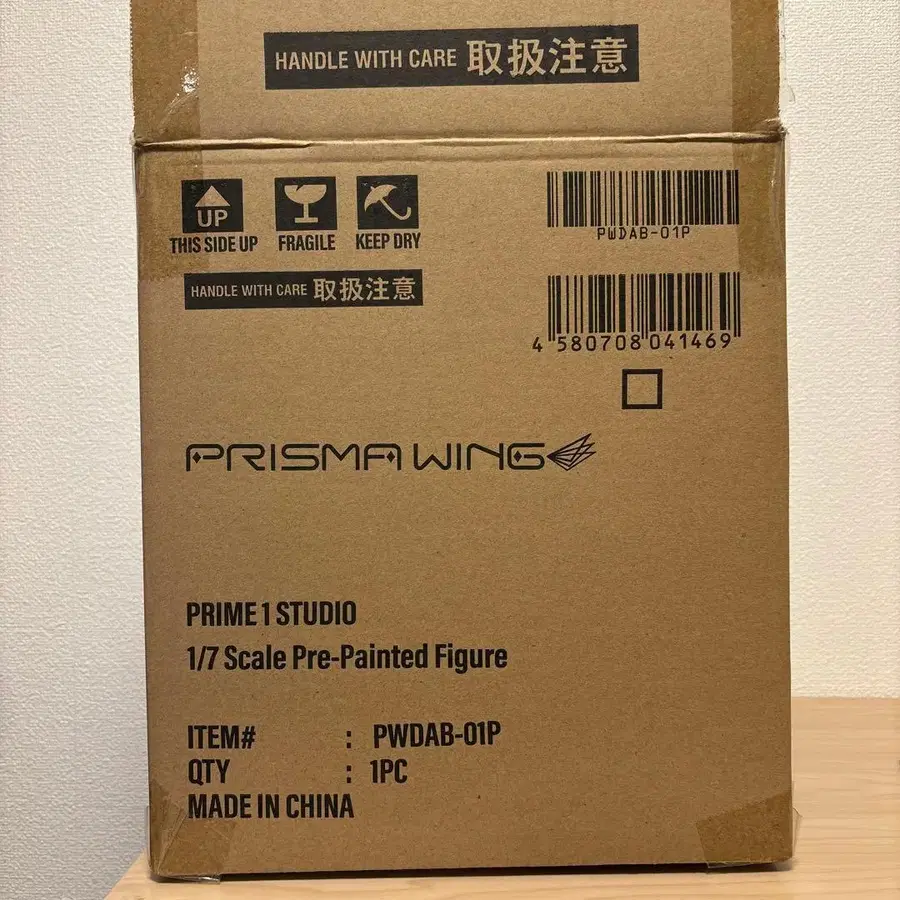 HANDLE WITH CARE 取扱注意
UP
THIS SIDE UP FRAGILE KEEP DRY
PWDAB-01P
HANDLE WITH CARE 取扱注意
4 580708 041469
PRISMA WING
PRIME 1 STUDIO
1/7 Scale Pre-Painted Figure
ITEM# : PWDAB-01P
QTY : 1PC
MADE IN CHINA